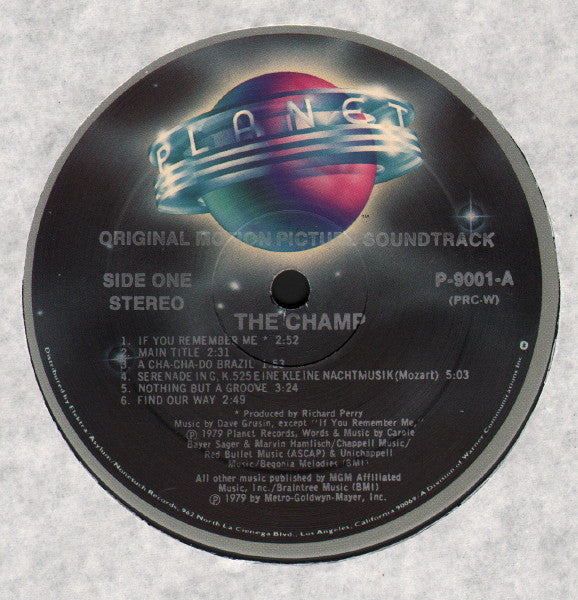 PLANET
TM
ORIGINAL MOTION PICTURE SOUNDTRACK
SIDE ONE
STEREO
P-9001-A
(PRC-W)
THE CHAMP
1. IF YOU REMEMBER ME * 2:52
2. MAIN TITLE 2:31
3. A CHA-CHA-DO BRAZIL 1:53
4. SERENADE IN G, K.525 EINE KLEINE NACHTMUSIK (Mozart) 5:03
5. NOTHING BUT A GROOVE 3:24
6. FIND OUR WAY 2:49
* Produced by Richard Perry
Music by Dave Grusin, except "If You Remember Me,"
℗ 1979 Planet Records, Words & Music by Carole
Bayer Sager & Marvin Hamlisch/Chappell Music/
Red Bullet Music (ASCAP) & Unichappell
Music/Begonia Melodies (BMI)
All other music published by MGM Affiliated
Music, Inc./Braintree Music (BMI)
℗ 1979 by Metro-Goldwyn-Mayer, Inc.
Distributed by Elektra/Asylum/Nonesuch Records, 962 North La Cienega Blvd., Los Angeles, California 90069. A Division of Warner Communications Inc.